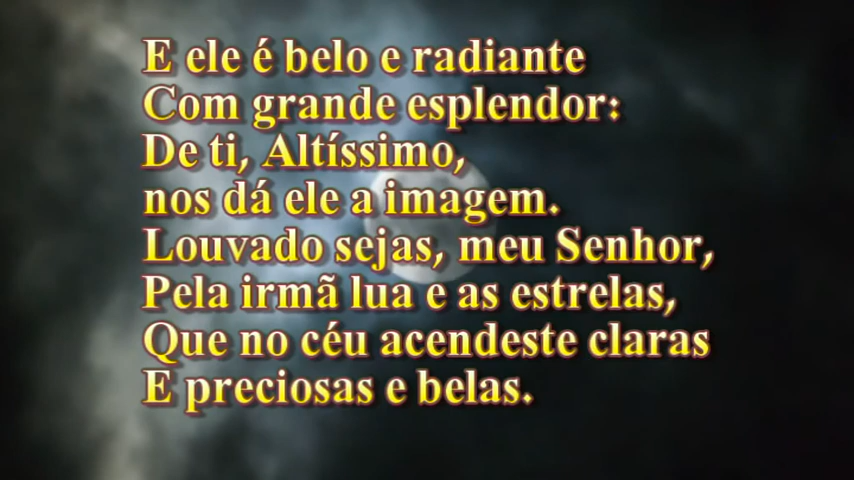 E ele é belo e radiante
Com grande esplendor:
De ti, Altíssimo,
nos dá ele a imagem.
Louvado sejas, meu Senhor,
Pela irmã lua e as estrelas,
Que no céu acendeste claras
E preciosas e belas.